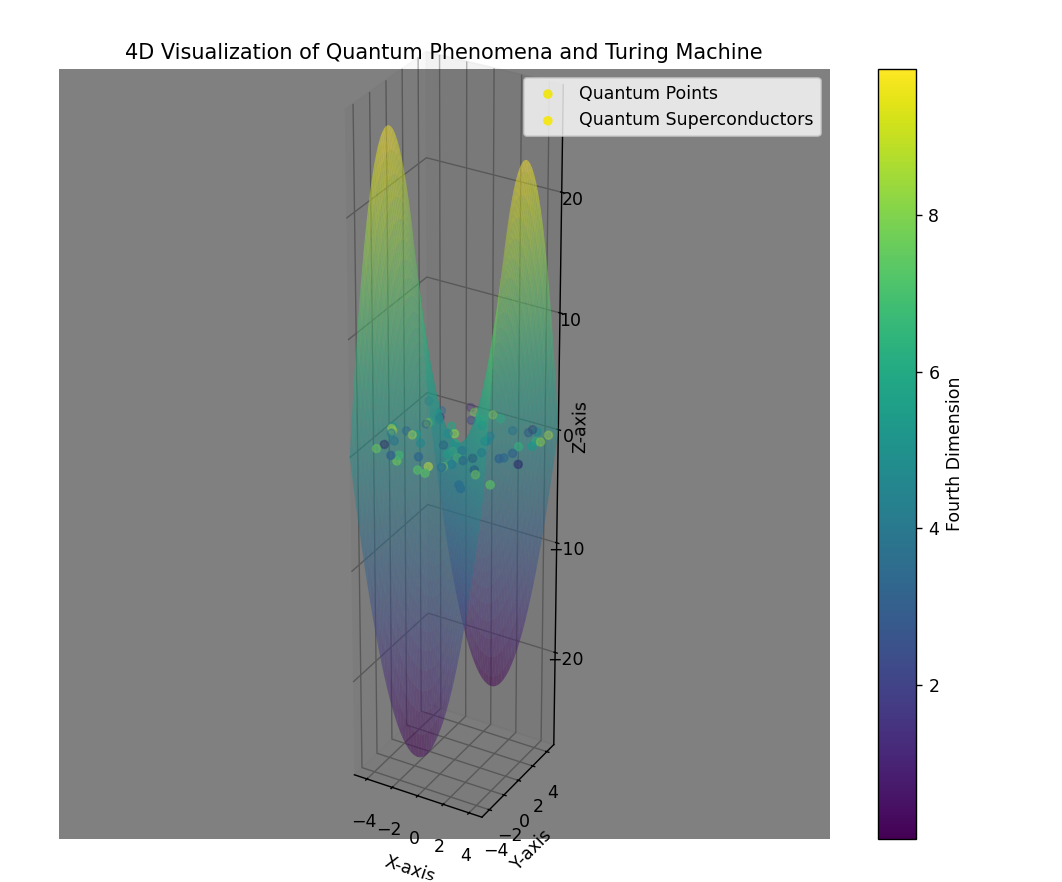 4D Visualization of Quantum Phenomena and Turing Machine
Quantum Points
Quantum Superconductors
20
10
0
−10
−20
Z-axis
−4
−2
0
2
4
X-axis
−4
−2
0
2
4
Y-axis
8
6
4
2
Fourth Dimension